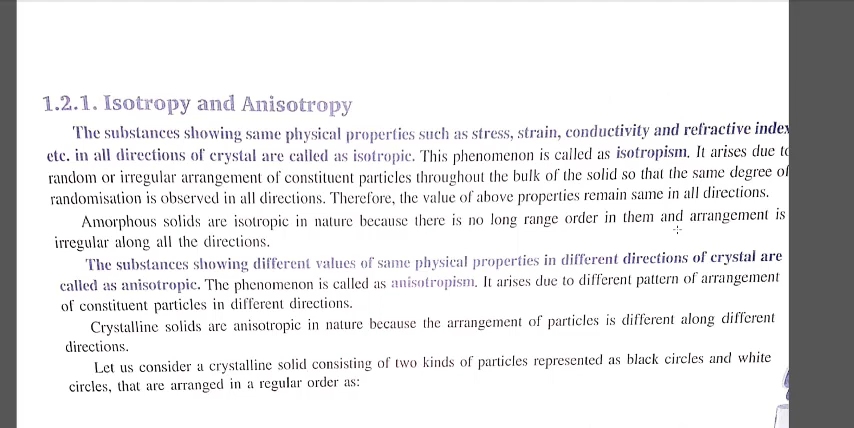 1.2.1. Isotropy and Anisotropy
The substances showing same physical properties such as stress, strain, conductivity and refractive index
etc. in all directions of crystal are called as isotropic. This phenomenon is called as isotropism. It arises due to
random or irregular arrangement of constituent particles throughout the bulk of the solid so that the same degree of
randomisation is observed in all directions. Therefore, the value of above properties remain same in all directions.
Amorphous solids are isotropic in nature because there is no long range order in them and arrangement is
irregular along all the directions.
The substances showing different values of same physical properties in different directions of crystal are
called as anisotropic. The phenomenon is called as anisotropism. It arises due to different pattern of arrangement
of constituent particles in different directions.
Crystalline solids are anisotropic in nature because the arrangement of particles is different along different
directions.
Let us consider a crystalline solid consisting of two kinds of particles represented as black circles and white
circles, that are arranged in a regular order as: